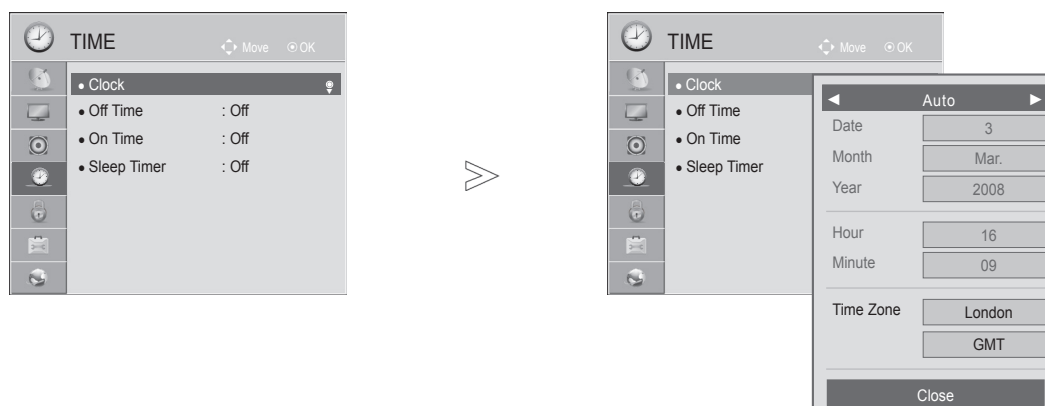 TIME
Move OK
• Clock
• Off Time : Off
• On Time : Off
• Sleep Timer : Off
TIME
Move OK
• Clock
• Off Time
• On Time
• Sleep Timer
◄ Auto ►
Date 3
Month Mar.
Year 2008
Hour 16
Minute 09
Time Zone London
GMT
Close